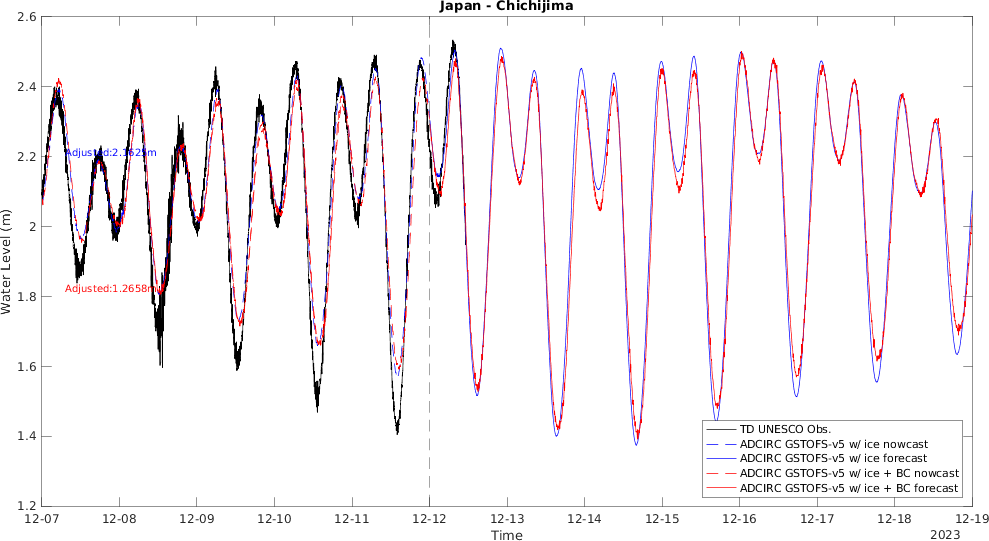 Japan - Chichijima
2.6
2.4
2.2
2
1.8
1.6
1.4
1.2
Water Level (m)
Adjusted:2.1625m
Adjusted:1.2658m
TD UNESCO Obs.
ADCIRC GSTOFS-v5 w/ ice nowcast
ADCIRC GSTOFS-v5 w/ ice forecast
ADCIRC GSTOFS-v5 w/ ice + BC nowcast
ADCIRC GSTOFS-v5 w/ ice + BC forecast
12-07 12-08 12-09 12-10 12-11 12-12 12-13 12-14 12-15 12-16 12-17 12-18 12-19
Time
2023